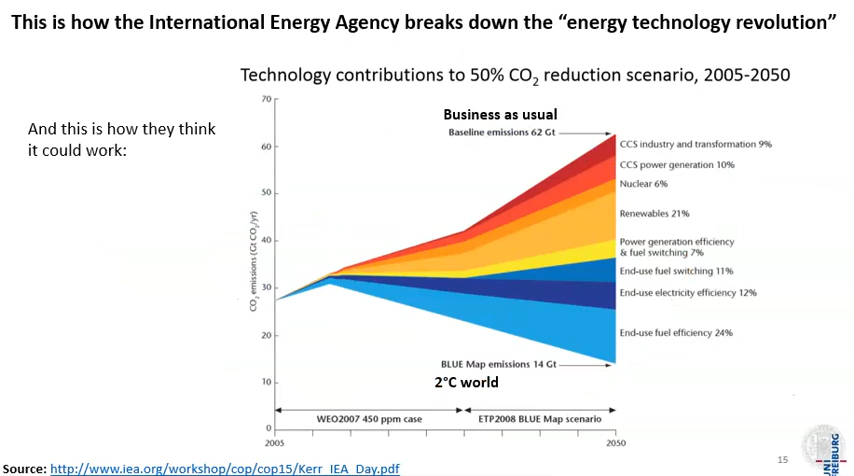 This is how the International Energy Agency breaks down the “energy technology revolution”
Technology contributions to 50% CO₂ reduction scenario, 2005-2050
And this is how they think
it could work:
70
60
50
40
30
20
10
0
CO₂ emissions (Gt CO₂/yr)
Business as usual
Baseline emissions 62 Gt
CCS industry and transformation 9%
CCS power generation 10%
Nuclear 6%
Renewables 21%
Power generation efficiency
& fuel switching 7%
End-use fuel switching 11%
End-use electricity efficiency 12%
End-use fuel efficiency 24%
BLUE Map emissions 14 Gt
2°C world
WEO2007 450 ppm case
ETP2008 BLUE Map scenario
2005
2050
15
Source: http://www.iea.org/workshop/cop/cop15/Kerr_IEA_Day.pdf